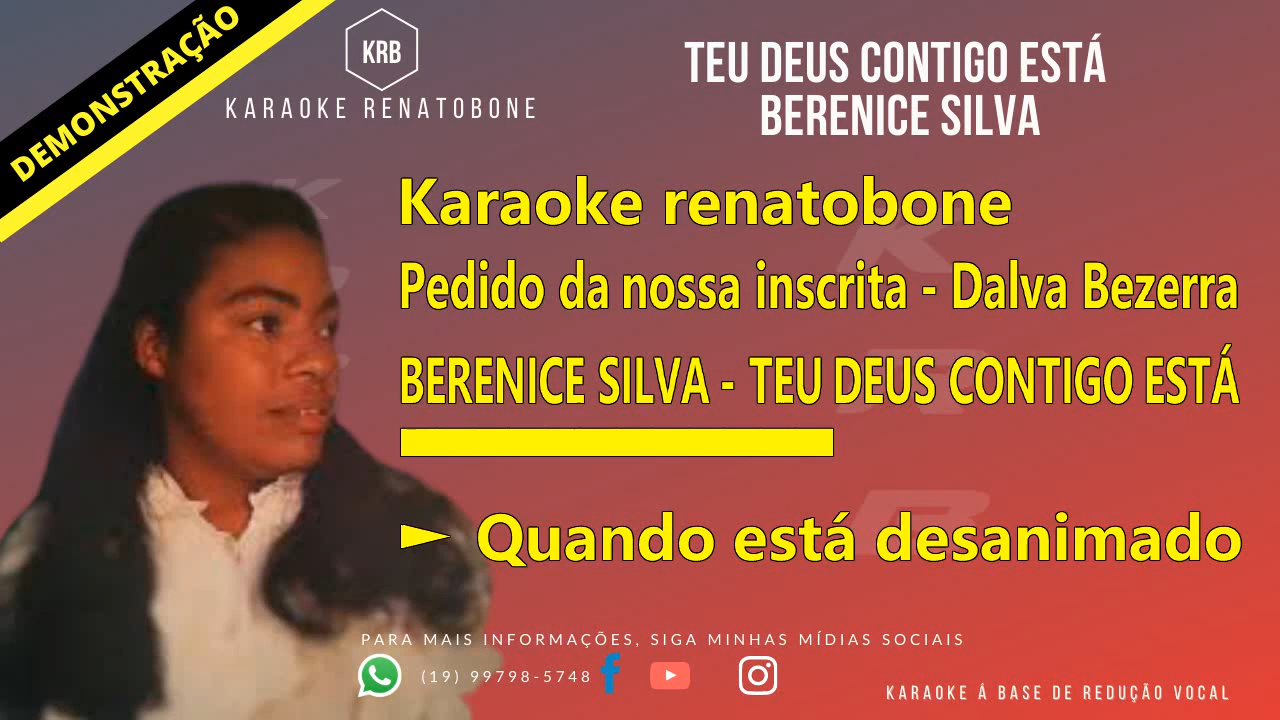 DEMONSTRAÇÃO
KRB
KARAOKE RENATOBONE
TEU DEUS CONTIGO ESTÁ
BERENICE SILVA
Karaoke renatobone
Pedido da nossa inscrita - Dalva Bezerra
BERENICE SILVA - TEU DEUS CONTIGO ESTÁ
Quando está desanimado
PARA MAIS INFORMAÇÕES, SIGA MINHAS MÍDIAS SOCIAIS
(19) 99798-5748
KARAOKE Á BASE DE REDUÇÃO VOCAL